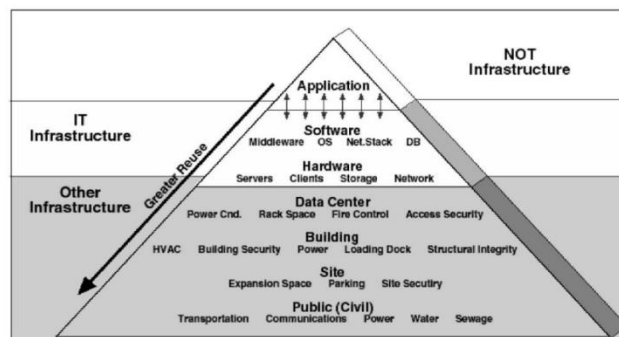 NOT
Infrastructure
Application
IT
Infrastructure
Software
Middleware OS Net.Stack DB
Greater Reuse
Hardware
Servers Clients Storage Network
Other
Infrastructure
Data Center
Power Cnd. Rack Space Fire Control Access Security
Building
HVAC Building Security Power Loading Dock Structural Integrity
Site
Expansion Space Parking Site Secutiry
Public (Civil)
Transportation Communications Power Water Sewage